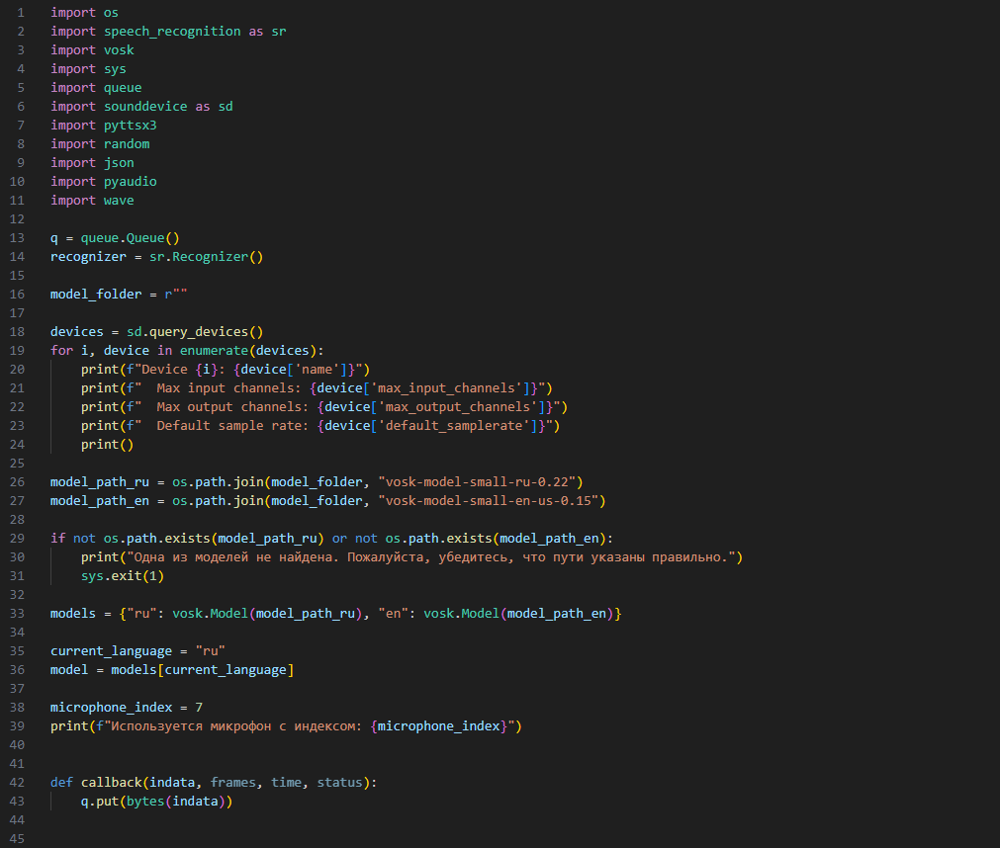 1 import os
2 import speech_recognition as sr
3 import vosk
4 import sys
5 import queue
6 import sounddevice as sd
7 import pyttsx3
8 import random
9 import json
10 import pyaudio
11 import wave
12
13 q = queue.Queue()
14 recognizer = sr.Recognizer()
15
16 model_folder = r""
17
18 devices = sd.query_devices()
19 for i, device in enumerate(devices):
20     print(f"Device {i}: {device['name']}")
21     print(f"  Max input channels: {device['max_input_channels']}")
22     print(f"  Max output channels: {device['max_output_channels']}")
23     print(f"  Default sample rate: {device['default_samplerate']}")
24     print()
25
26 model_path_ru = os.path.join(model_folder, "vosk-model-small-ru-0.22")
27 model_path_en = os.path.join(model_folder, "vosk-model-small-en-us-0.15")
28
29 if not os.path.exists(model_path_ru) or not os.path.exists(model_path_en):
30     print("Одна из моделей не найдена. Пожалуйста, убедитесь, что пути указаны правильно.")
31     sys.exit(1)
32
33 models = {"ru": vosk.Model(model_path_ru), "en": vosk.Model(model_path_en)}
34
35 current_language = "ru"
36 model = models[current_language]
37
38 microphone_index = 7
39 print(f"Используется микрофон с индексом: {microphone_index}")
40
41
42 def callback(indata, frames, time, status):
43     q.put(bytes(indata))
44
45